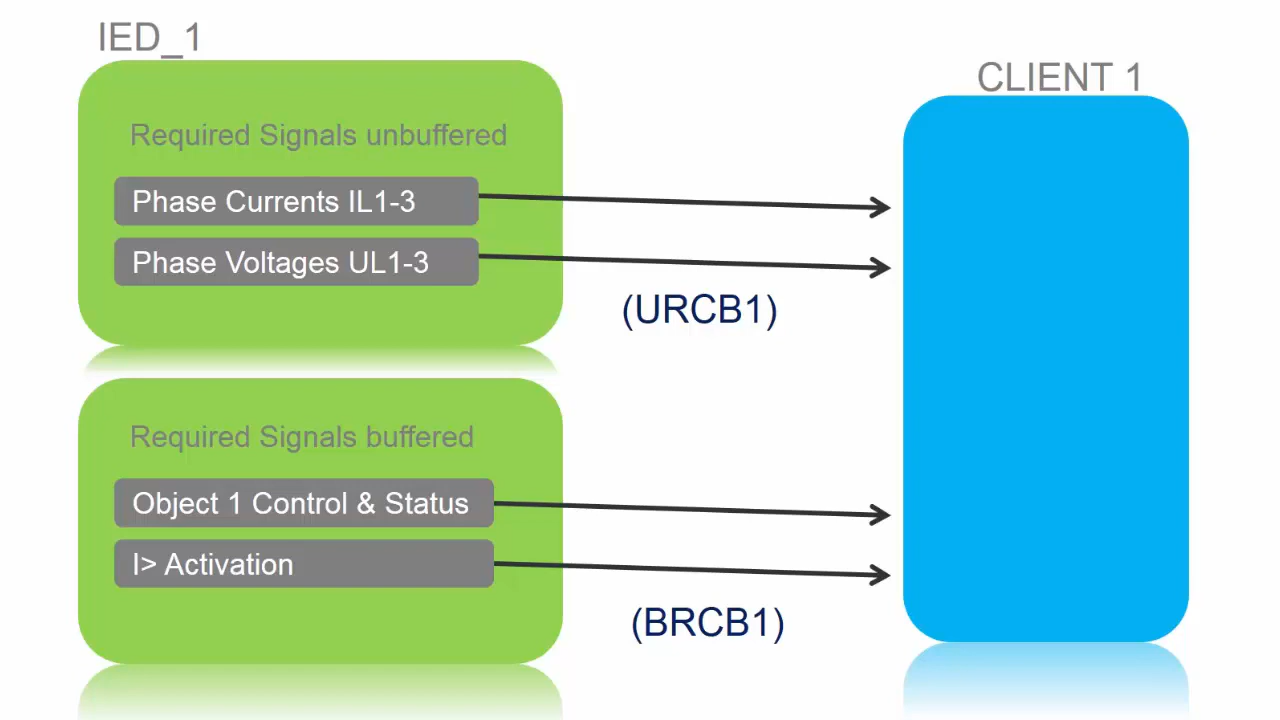 IED_1
CLIENT 1
Required Signals unbuffered
Phase Currents IL1-3
Phase Voltages UL1-3
(URCB1)
Required Signals buffered
Object 1 Control & Status
I> Activation
(BRCB1)